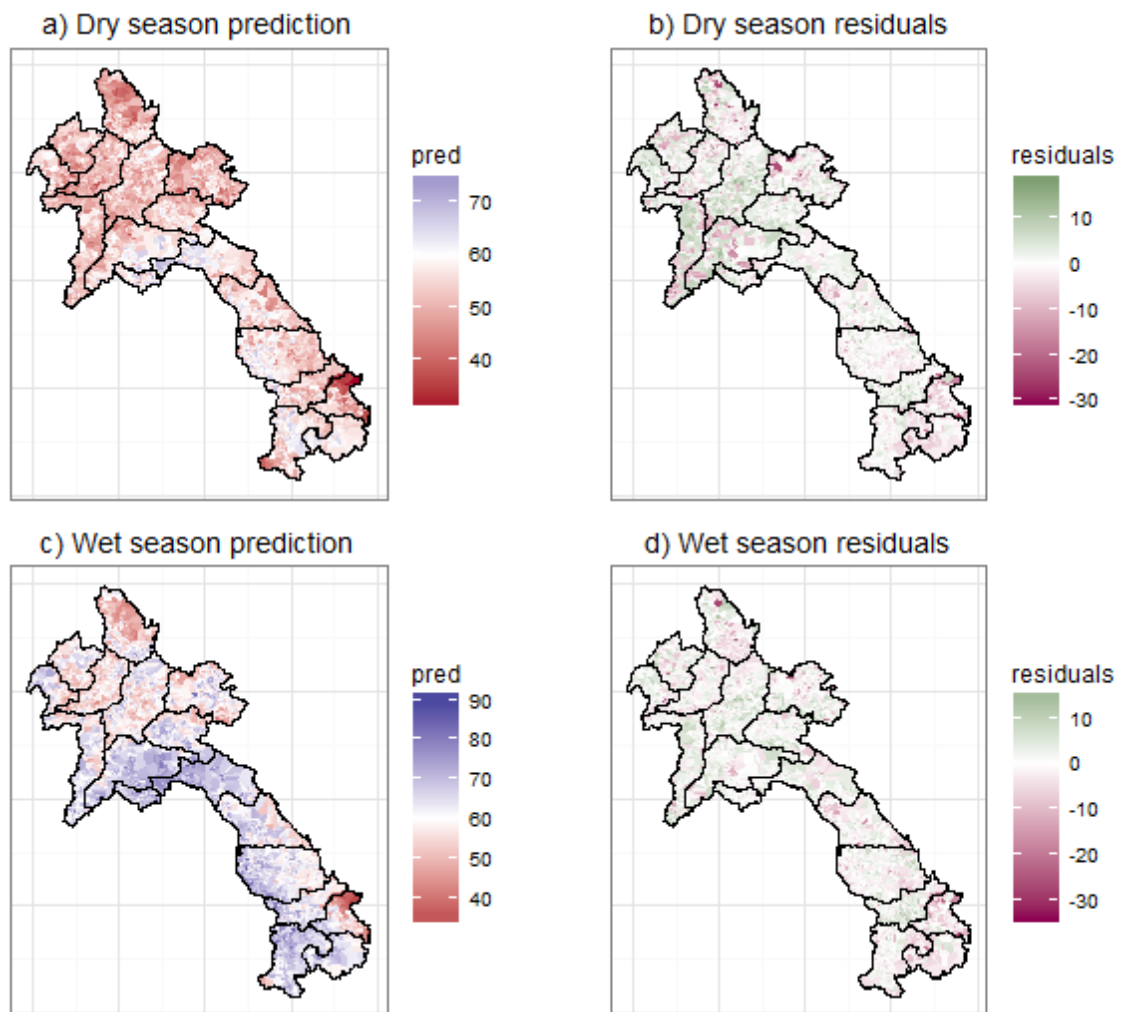 a) Dry season prediction
pred
70
60
50
40
b) Dry season residuals
residuals
10
0
-10
-20
-30
c) Wet season prediction
pred
90
80
70
60
50
40
d) Wet season residuals
residuals
10
0
-10
-20
-30